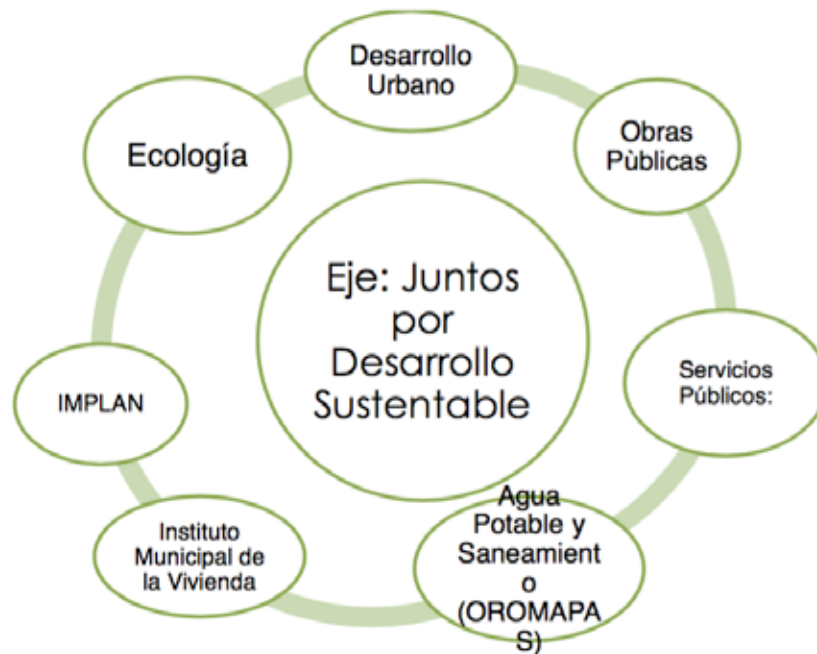 Desarrollo
Urbano
Obras
Pùblicas
Servicios
Públicos:
Agua
Potable y
Saneamient
o
(OROMAPA
S)
Instituto
Municipal de
la Vivienda
IMPLAN
Ecología
Eje: Juntos
por
Desarrollo
Sustentable